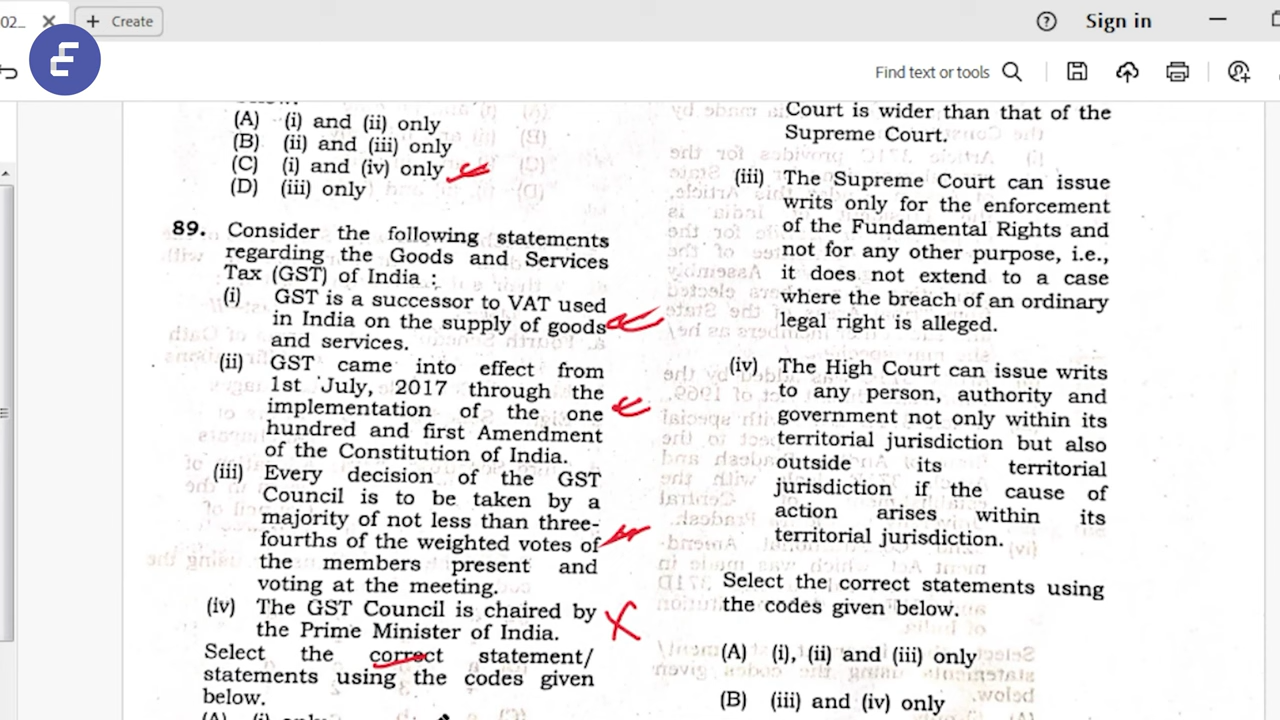 02_
Create
Sign in
Find text or tools
(A) (i) and (ii) only
(B) (ii) and (iii) only
(C) (i) and (iv) only
(D) (iii) only
89. Consider the following statements
regarding the Goods and Services
Tax (GST) of India :
(i) GST is a successor to VAT used
in India on the supply of goods
and services.
(ii) GST came into effect from
1st July, 2017 through the
implementation of the one
hundred and first Amendment
of the Constitution of India.
(iii) Every decision of the GST
Council is to be taken by a
majority of not less than three-
fourths of the weighted votes of
the members present and
voting at the meeting.
(iv) The GST Council is chaired by
the Prime Minister of India.
Select the correct statement/
statements using the codes given
below.
(A) (i) only
Court is wider than that of the
Supreme Court.
(iii) The Supreme Court can issue
writs only for the enforcement
of the Fundamental Rights and
not for any other purpose, i.e.,
it does not extend to a case
where the breach of an ordinary
legal right is alleged.
(iv) The High Court can issue writs
to any person, authority and
government not only within its
territorial jurisdiction but also
outside its territorial
jurisdiction if the cause of
action arises within its
territorial jurisdiction.
Select the correct statements using
the codes given below.
(A) (i), (ii) and (iii) only
(B) (iii) and (iv) only